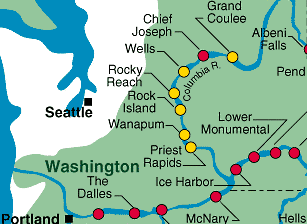 Grand
Coulee
Chief
Joseph
Albeni
Falls
Wells
Pend
Rocky
Reach
Columbia R.
Rock
Island
Seattle
Wanapum
Lower
Monumental
Priest
Rapids
Washington
Ice Harbor
The
Dalles
Portland
McNary
Hells